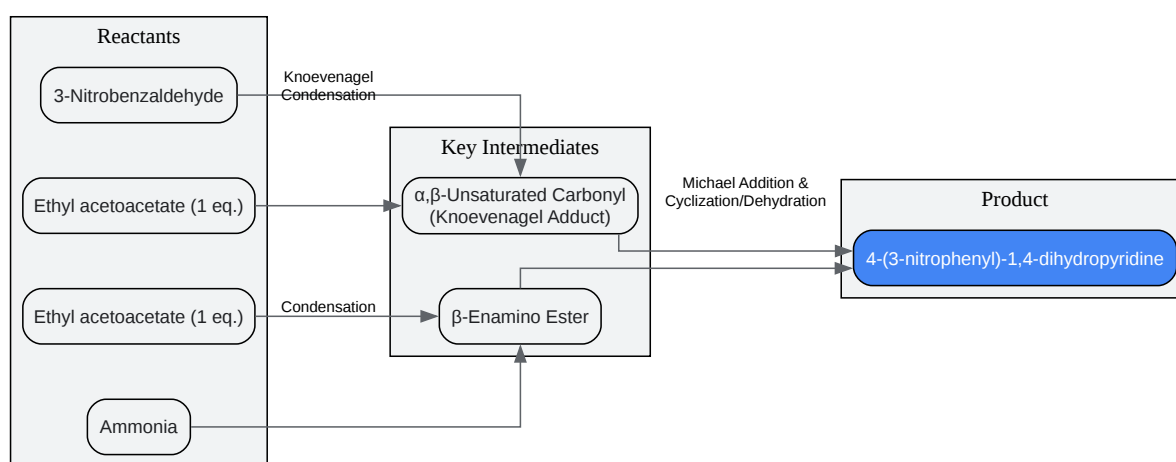 Reactants
3-Nitrobenzaldehyde
Ethyl acetoacetate (1 eq.)
Ethyl acetoacetate (1 eq.)
Ammonia
Knoevenagel
Condensation
Condensation
Key Intermediates
α,β-Unsaturated Carbonyl
(Knoevenagel Adduct)
β-Enamino Ester
Michael Addition &
Cyclization/Dehydration
Product
4-(3-nitrophenyl)-1,4-dihydropyridine